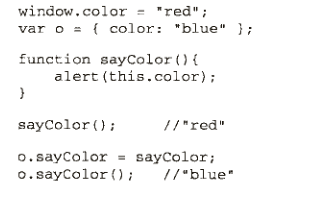 window.color = "red";
var o = { color: "blue" };
function sayColor(){
    alert(this.color);
}
sayColor();      //"red"
o.sayColor = sayColor;
o.sayColor();   //"blue"